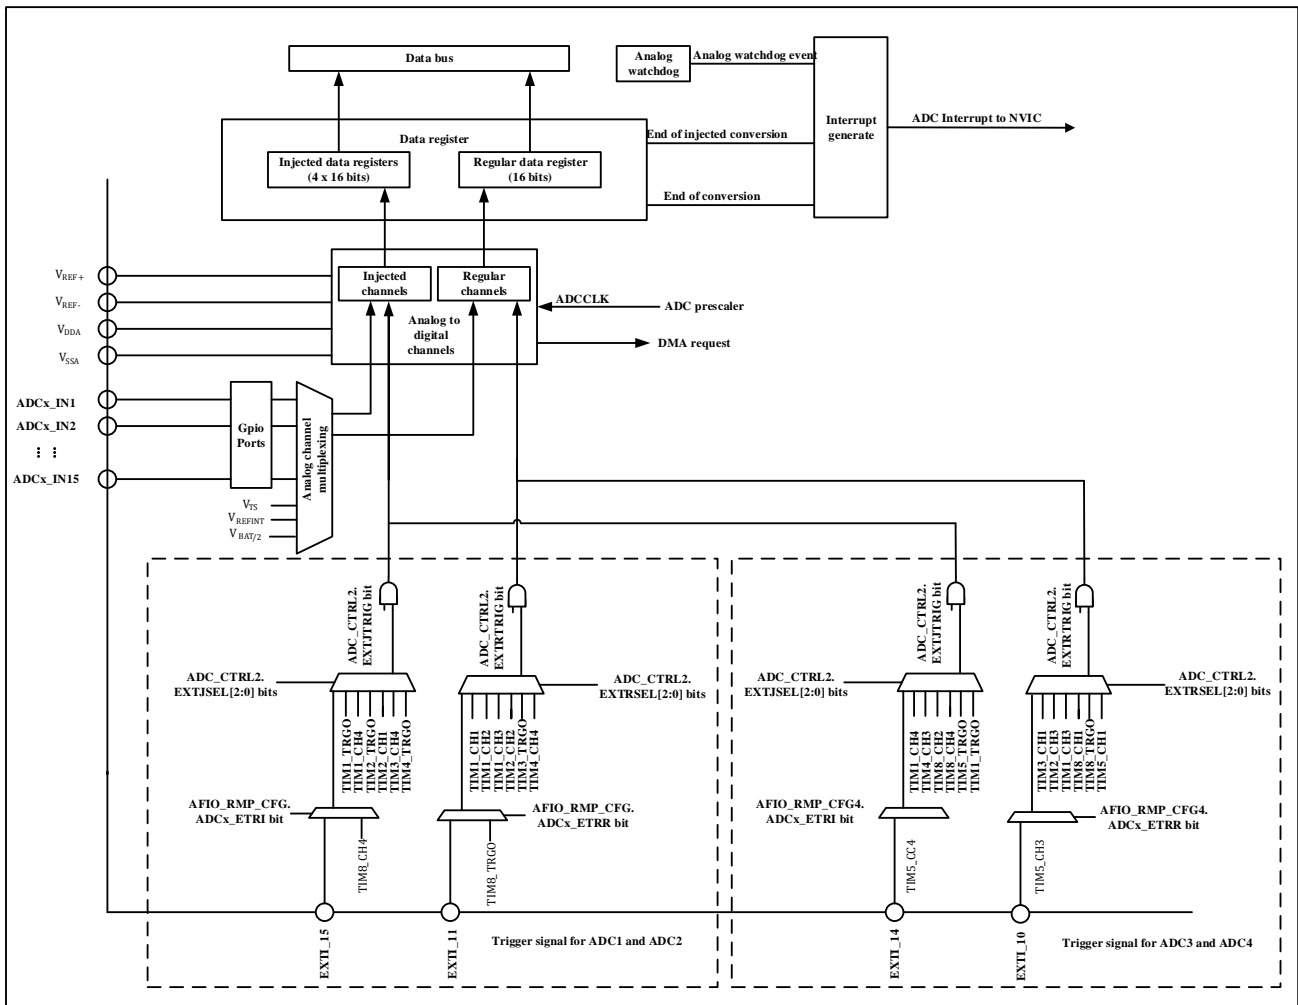 Data bus
Analog
watchdog
Analog watchdog event
Interrupt
generate
ADC Interrupt to NVIC
Data register
End of injected conversion
Injected data registers
(4 x 16 bits)
Regular data register
(16 bits)
End of conversion
VREF+
VREF-
VDDA
VSSA
Injected
channels
Regular
channels
Analog to
digital
channels
ADCCLK
ADC prescaler
DMA request
ADCx_IN1
ADCx_IN2
ADCx_IN15
Gpio
Ports
Analog channel
multiplexing
VTS
VREFINT
VBAT/2
ADC_CTRL2.
EXTJTRIG bit
ADC_CTRL2.
EXTRTRIG bit
ADC_CTRL2.
EXTJTRIG bit
ADC_CTRL2.
EXTRTRIG bit
ADC_CTRL2.
EXTJSEL[2:0] bits
ADC_CTRL2.
EXTRSEL[2:0] bits
ADC_CTRL2.
EXTJSEL[2:0] bits
ADC_CTRL2.
EXTRSEL[2:0] bits
TIM1_TRGO
TIM1_CH4
TIM2_TRGO
TIM2_CH1
TIM3_CH4
TIM4_TRGO
TIM1_CH1
TIM1_CH2
TIM1_CH3
TIM2_CH2
TIM3_TRGO
TIM4_CH4
TIM1_CH4
TIM4_CH3
TIM8_CH2
TIM8_CH4
TIM5_TRGO
TIM1_TRGO
TIM3_CH1
TIM2_CH3
TIM1_CH3
TIM8_CH1
TIM8_TRGO
TIM5_CH1
AFIO_RMP_CFG.
ADCx_ETRI bit
AFIO_RMP_CFG.
ADCx_ETRR bit
AFIO_RMP_CFG4.
ADCx_ETRI bit
AFIO_RMP_CFG4.
ADCx_ETRR bit
TIM8_CH4
TIM8_TRGO
TIM5_CC4
TIM5_CH3
EXTI_15
EXTI_11
Trigger signal for ADC1 and ADC2
EXTI_14
EXTI_10
Trigger signal for ADC3 and ADC4